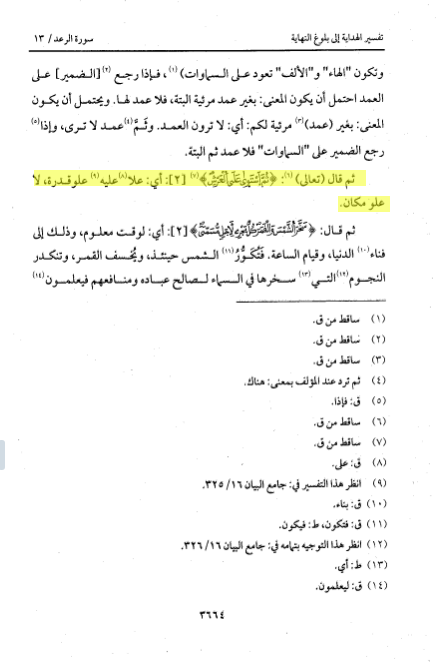 تفسير الهداية إلى بلوغ النهاية
سورة الرعد / ١٣
وتكون "الهاء" و"الألف" تعود على السماوات) (١)، فإذا رجع (٢)[الضمير] على
العمد احتمل أن يكون المعنى: بغير عمد مرئية البتة، فلا عمد لها. ويحتمل أن يكون
المعنى: بغير (عمد)(٣) مرئية لكم: أي: لا ترون العمد. وثَمَّ(٤) عمد لا ترى، وإذا(٥)
رجع الضمير على "السماوات" فلا عمد ثم البتة.
ثم قال (تعالى) (٦): ﴿ثُمَّ اَسْتَوَىٰ عَلَى اَلْعَرْشِ﴾(٧) [٢]: أي: علا(٨) عليه(٩) علو قدرة، لا
علو مكان.
ثم قال: ﴿سَخَّرَ اَلشَّمْسَ وَالْقَمَرَ كُلٌّ يَجْرِي لِأَجَلٍ مُّسَمّىً﴾[٢]: أي: لوقت معلوم، وذلك إلى
فناء(١٠) الدنيا، وقيام الساعة. فَتُكَوَّرُ(١١) الشمس حينئذ، ويُخسف القمر، وتنكدر
النجوم(١٢) التي(١٣) سخرها في السماء لصالح عباده ومنافعهم فيعلمون(١٤)
(١) ساقط من ق.
(٢) ساقط من ق.
(٣) ساقط من ق.
(٤) ثم ترد عند المؤلف بمعنى: هناك.
(٥) ق: فإذا.
(٦) ساقط من ق.
(٧) ساقط من ق.
(٨) ق: على.
(٩) انظر هذا التفسير في: جامع البيان ١٦/ ٣٢٥.
(١٠) ق: بناء.
(١١) ق: فتكون، ط: فيكون.
(١٢) انظر هذا التوجيه بتمامه في: جامع البيان ١٦/ ٣٢٦.
(١٣) ط: أي.
(١٤) ق: ليعلمون.
٣٦٦٤